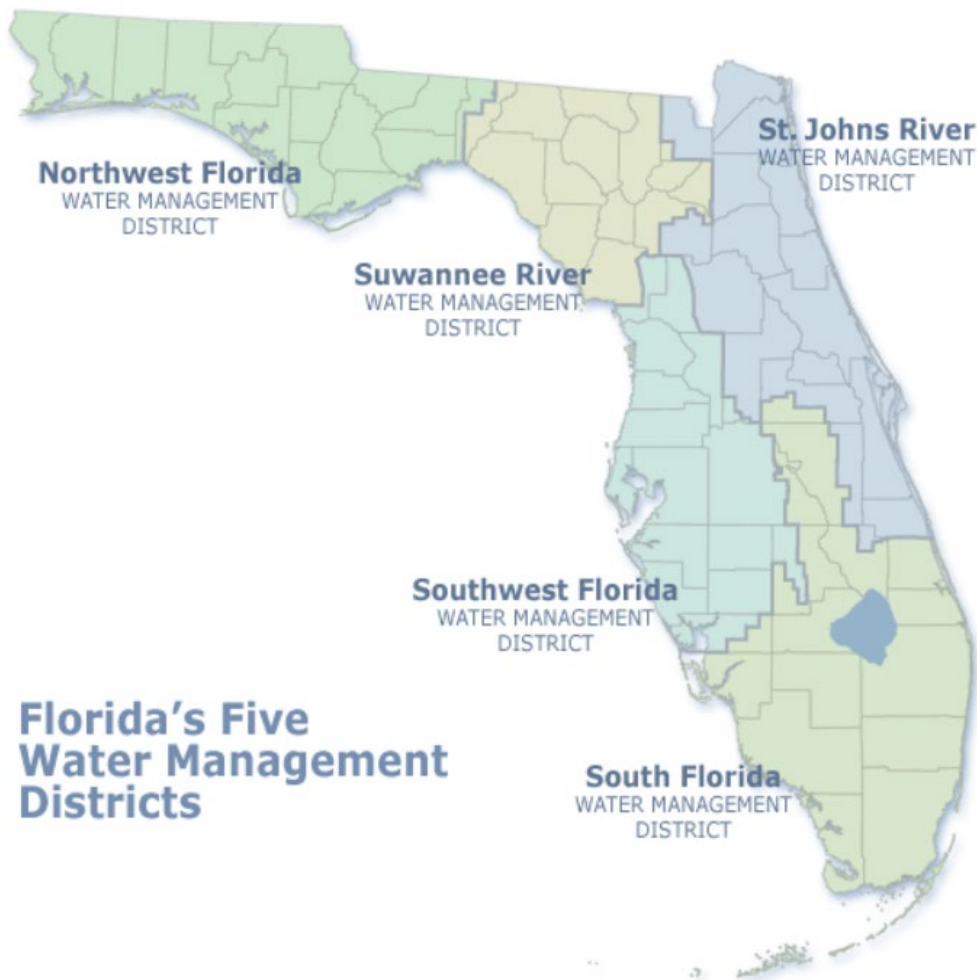 St. Johns River
WATER MANAGEMENT
DISTRICT
Northwest Florida
WATER MANAGEMENT
DISTRICT
Suwannee River
WATER MANAGEMENT
DISTRICT
Southwest Florida
WATER MANAGEMENT
DISTRICT
Florida's Five
Water Management
Districts
South Florida
WATER MANAGEMENT
DISTRICT